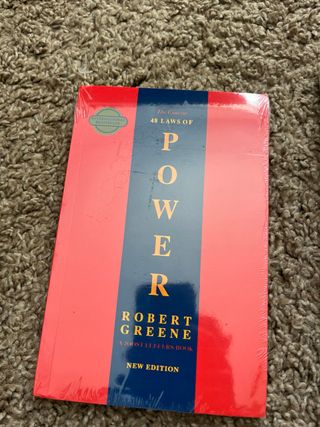 The Concise
48 LAWS OF
POWER
ROBERT
GREENE
A JOOST ELFFERS BOOK
NEW EDITION